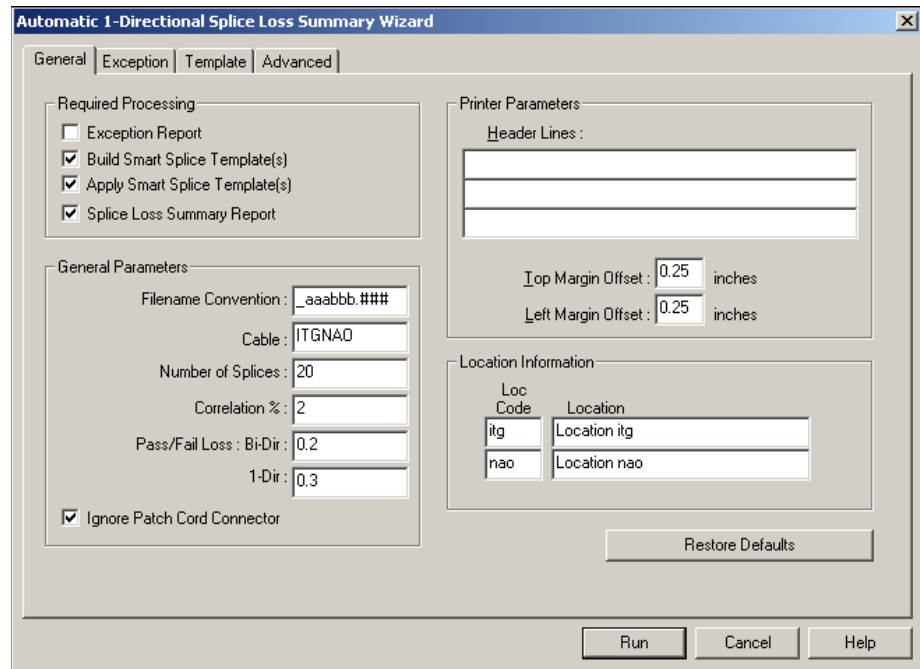 Automatic 1-Directional Splice Loss Summary Wizard
General Exception Template Advanced
Required Processing
Exception Report
Build Smart Splice Template(s)
Apply Smart Splice Template(s)
Splice Loss Summary Report
General Parameters
Filename Convention : _aaabbb.###
Cable : ITGNAO
Number of Splices : 20
Correlation % : 2
Pass/Fail Loss : Bi-Dir : 0.2
1-Dir : 0.3
Ignore Patch Cord Connector
Printer Parameters
Header Lines :
Top Margin Offset : 0.25 inches
Left Margin Offset : 0.25 inches
Location Information
Loc
Code Location
itg Location itg
nao Location nao
Restore Defaults
Run Cancel Help